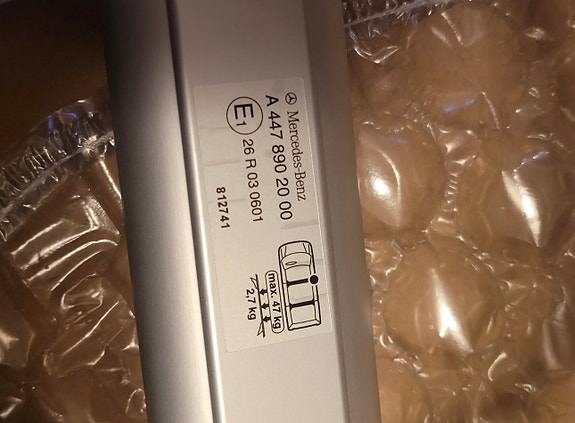 Mercedes-Benz
A 447 890 20 00
E1 26 R 03 0601
812741
max. 47 kg
2,7 kg